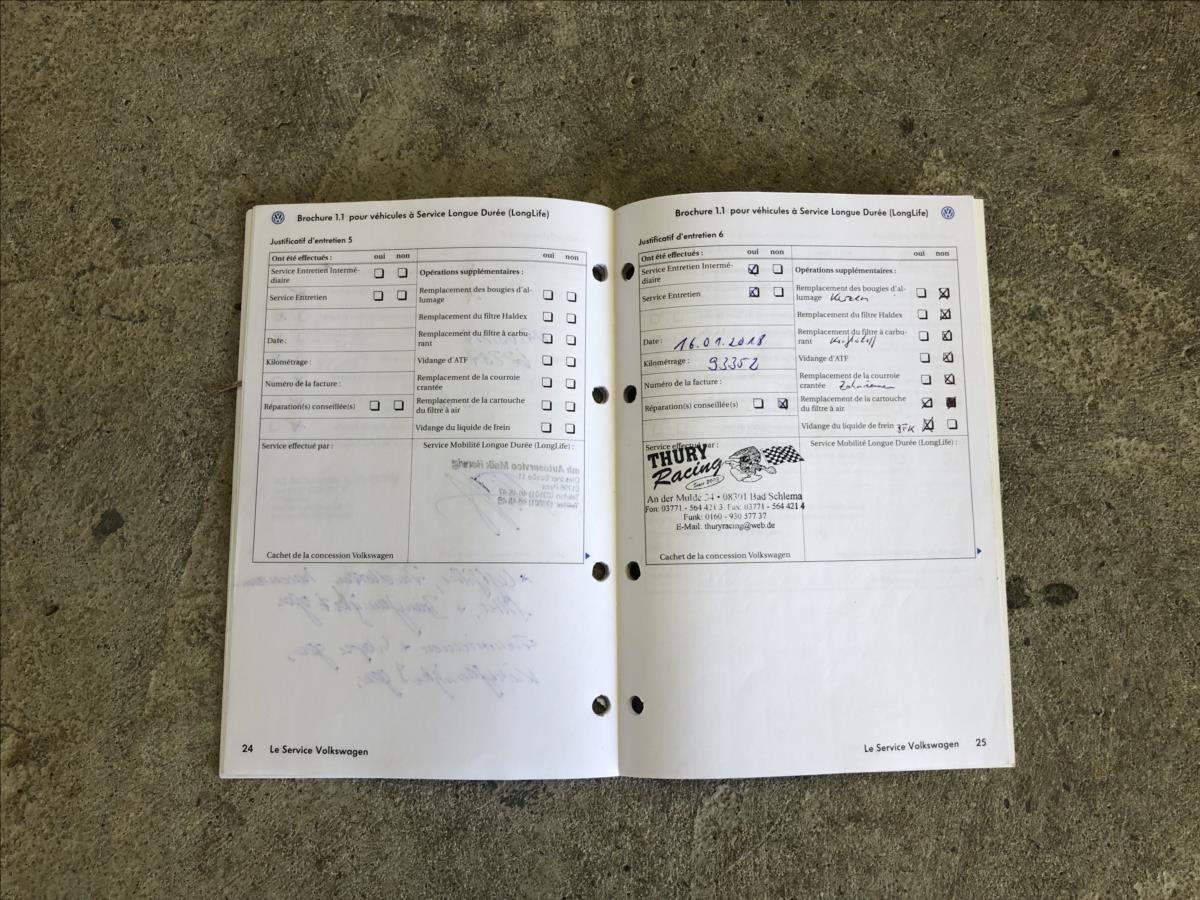 Brochure 1.1 pour véhicules à Service Longue Durée (LongLife)
Justificatif d'entretien 5
Ont été effectués :
oui non
oui non
Service Entretien Intermé-
diaire
Opérations supplémentaires :
Service Entretien
Remplacement des bougies d'al-
lumage
Remplacement du filtre Haldex
Date :
Remplacement du filtre à carbu-
rant
Kilométrage :
Vidange d'ATF
Numéro de la facture :
Remplacement de la courroie
crantée
Réparation(s) conseillée(s)
Remplacement de la cartouche
du filtre à air
Vidange du liquide de frein
Service effectué par :
Service Mobilité Longue Durée (LongLife) :
Cachet de la concession Volkswagen
24 Le Service Volkswagen
Brochure 1.1 pour véhicules à Service Longue Durée (LongLife)
Justificatif d'entretien 6
Ont été effectués :
oui non
oui non
Service Entretien Intermé-
diaire
Opérations supplémentaires :
Service Entretien
Remplacement des bougies d'al-
lumage Kerzen
Remplacement du filtre Haldex
Date : 16.01.2018
Remplacement du filtre à carbu-
rant
Kilométrage : 93352
Vidange d'ATF
Numéro de la facture :
Remplacement de la courroie
crantée Zahnriemen
Réparation(s) conseillée(s)
Remplacement de la cartouche
du filtre à air
Vidange du liquide de frein
Service effectué par :
Service Mobilité Longue Durée (LongLife) :
THURY
Racing
Since 2002
An der Mulde 24 • 08301 Bad Schlema
Fon: 03771 - 564 421 3. Fax: 03771 - 564 421 4
Funk: 0160 - 930 577 37
E-Mail: thuryracing@web.de
Cachet de la concession Volkswagen
Le Service Volkswagen 25